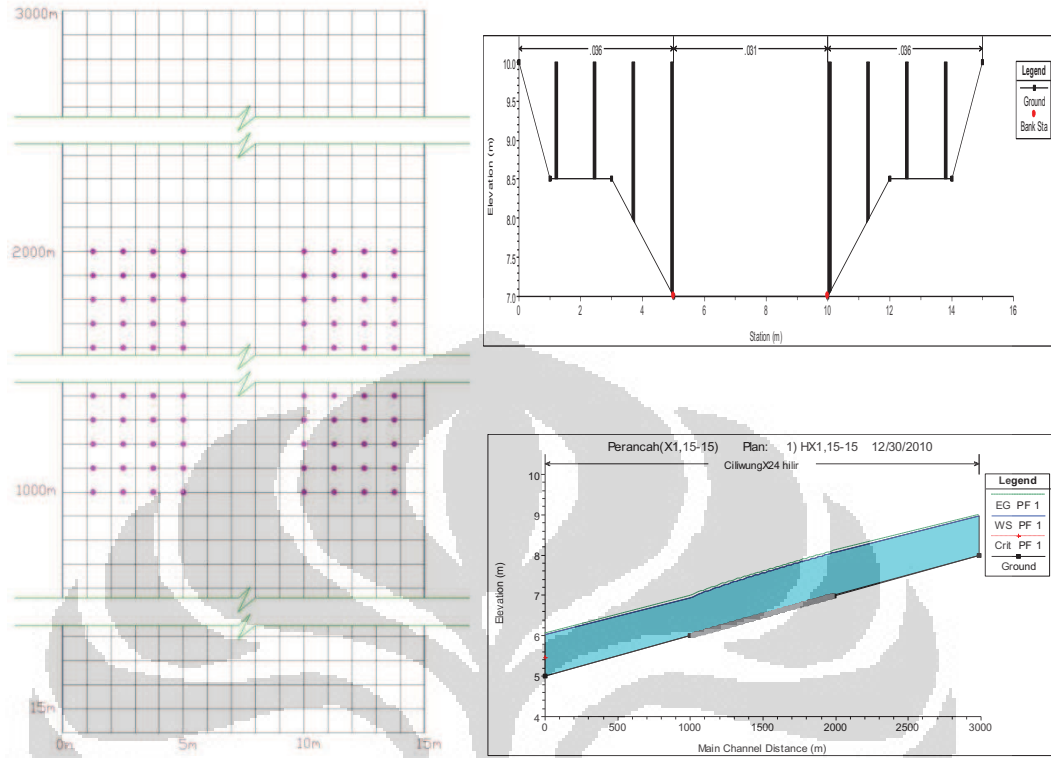 3000m
2000m
1000m
15m
0m 5m 10m 15m
.036 .031 .036
Elevation (m)
10.0
9.5
9.0
8.5
8.0
7.5
7.0
0 2 4 6 8 10 12 14 16
Station (m)
Legend
Ground
Bank Sta
Perancah(X1,15-15) Plan: 1) HX1,15-15 12/30/2010
CiliwungX24 hilir
Elevation (m)
10
9
8
7
6
5
4
0 500 1000 1500 2000 2500 3000
Main Channel Distance (m)
Legend
EG PF 1
WS PF 1
Crit PF 1
Ground